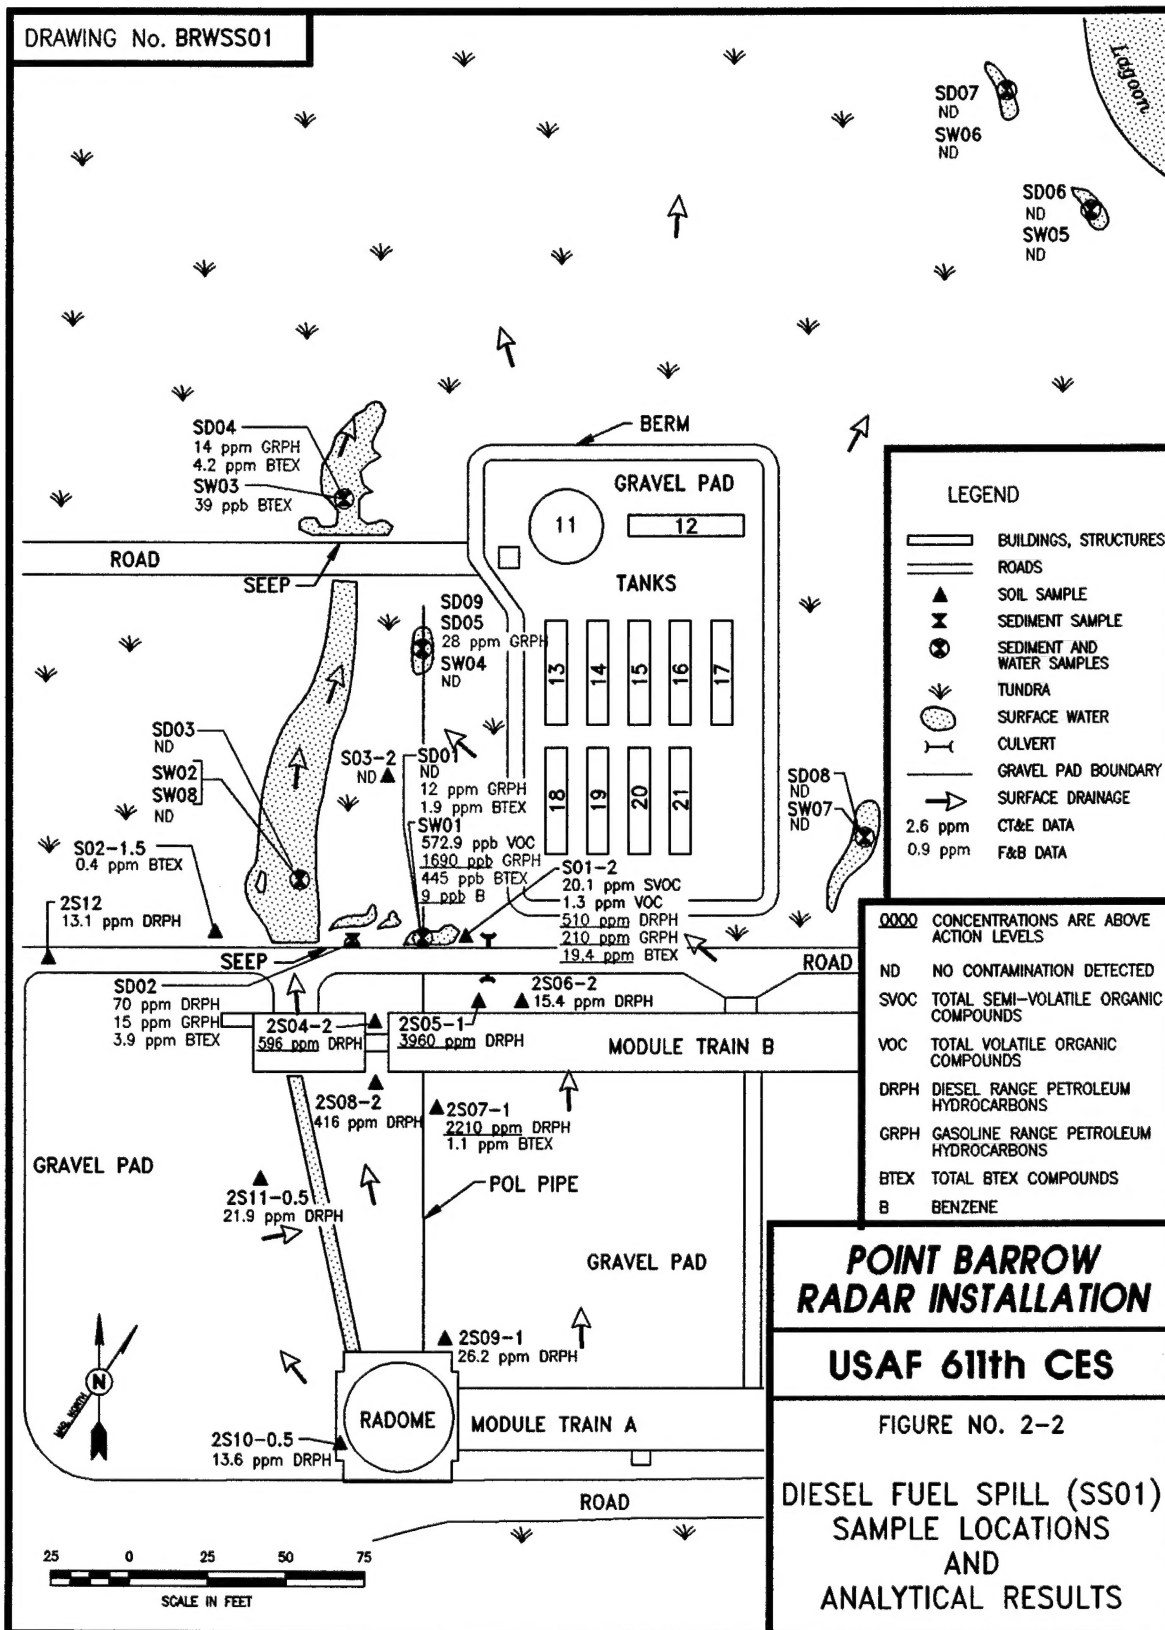 DRAWING No. BRWSS01
Lagoon
SD07
ND
SW06
ND
SD06
ND
SW05
ND
SD04
14 ppm GRPH
4.2 ppm BTEX
SW03
39 ppb BTEX
BERM
GRAVEL PAD
11
12
TANKS
ROAD
SEEP
SD09
SD05
28 ppm GRPH
SW04
ND
13
14
15
16
17
18
19
20
21
SD03
ND
SW02
SW08
ND
S03-2
ND
SD01
ND
12 ppm GRPH
1.9 ppm BTEX
SW01
572.9 ppb VOC
1690 ppb GRPH
445 ppb BTEX
9 ppb B
S01-2
20.1 ppm SVOC
1.3 ppm VOC
510 ppm DRPH
210 ppm GRPH
19.4 ppm BTEX
SD08
ND
SW07
ND
S02-1.5
0.4 ppm BTEX
2S12
13.1 ppm DRPH
SEEP
ROAD
SD02
70 ppm DRPH
15 ppm GRPH
3.9 ppm BTEX
2S04-2
596 ppm DRPH
2S05-1
3960 ppm DRPH
2S06-2
15.4 ppm DRPH
MODULE TRAIN B
2S08-2
416 ppm DRPH
2S07-1
2210 ppm DRPH
1.1 ppm BTEX
GRAVEL PAD
2S11-0.5
21.9 ppm DRPH
POL PIPE
GRAVEL PAD
2S09-1
26.2 ppm DRPH
RADOME
MODULE TRAIN A
2S10-0.5
13.6 ppm DRPH
ROAD
N
MAG. NORTH
25 0 25 50 75
SCALE IN FEET
LEGEND
BUILDINGS, STRUCTURES
ROADS
SOIL SAMPLE
SEDIMENT SAMPLE
SEDIMENT AND
WATER SAMPLES
TUNDRA
SURFACE WATER
CULVERT
GRAVEL PAD BOUNDARY
SURFACE DRAINAGE
2.6 ppm CT&E DATA
0.9 ppm F&B DATA
XXXX CONCENTRATIONS ARE ABOVE
ACTION LEVELS
ND NO CONTAMINATION DETECTED
SVOC TOTAL SEMI-VOLATILE ORGANIC
COMPOUNDS
VOC TOTAL VOLATILE ORGANIC
COMPOUNDS
DRPH DIESEL RANGE PETROLEUM
HYDROCARBONS
GRPH GASOLINE RANGE PETROLEUM
HYDROCARBONS
BTEX TOTAL BTEX COMPOUNDS
B BENZENE
POINT BARROW
RADAR INSTALLATION
USAF 611th CES
FIGURE NO. 2-2
DIESEL FUEL SPILL (SS01)
SAMPLE LOCATIONS
AND
ANALYTICAL RESULTS